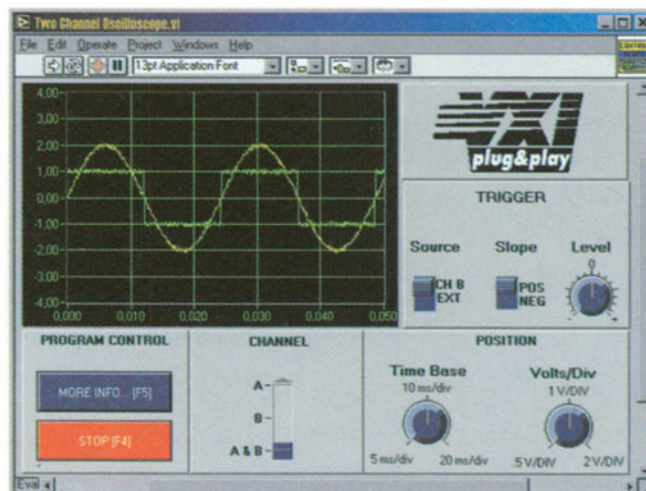 Two Channel Oscilloscope.vi
File Edit Operate Project Windows Help
13pt Application Font
4,00
3,00
2,00
1,00
0,00
-1,00
-2,00
-3,00
-4,00
0,000 0,010 0,020 0,030 0,040 0,050
VXI
plug&play
TRIGGER
Source Slope Level
0
CH B
EXT
POS
NEG
- +
PROGRAM CONTROL
MORE INFO... [F5]
STOP [F4]
CHANNEL
A
B
A & B
POSITION
Time Base
10 ms/div
5 ms/div 20 ms/div
Volts/Div
1 V/DIV
.5 V/DIV 2 V/DIV
Eval